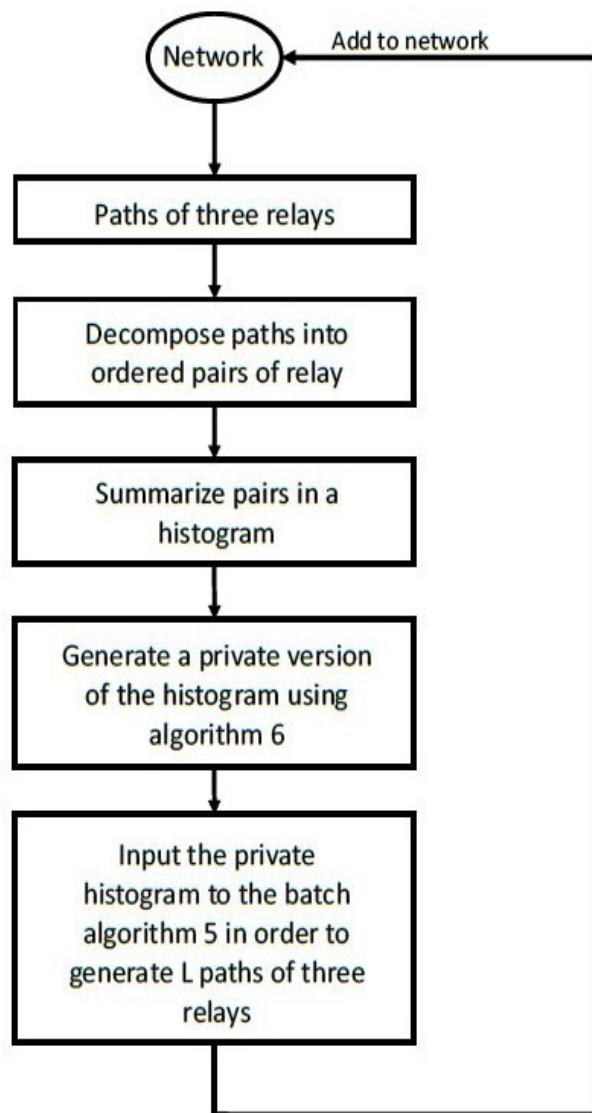 Network
Add to network
Paths of three relays
Decompose paths into
ordered pairs of relay
Summarize pairs in a
histogram
Generate a private version
of the histogram using
algorithm 6
Input the private
histogram to the batch
algorithm 5 in order to
generate L paths of three
relays